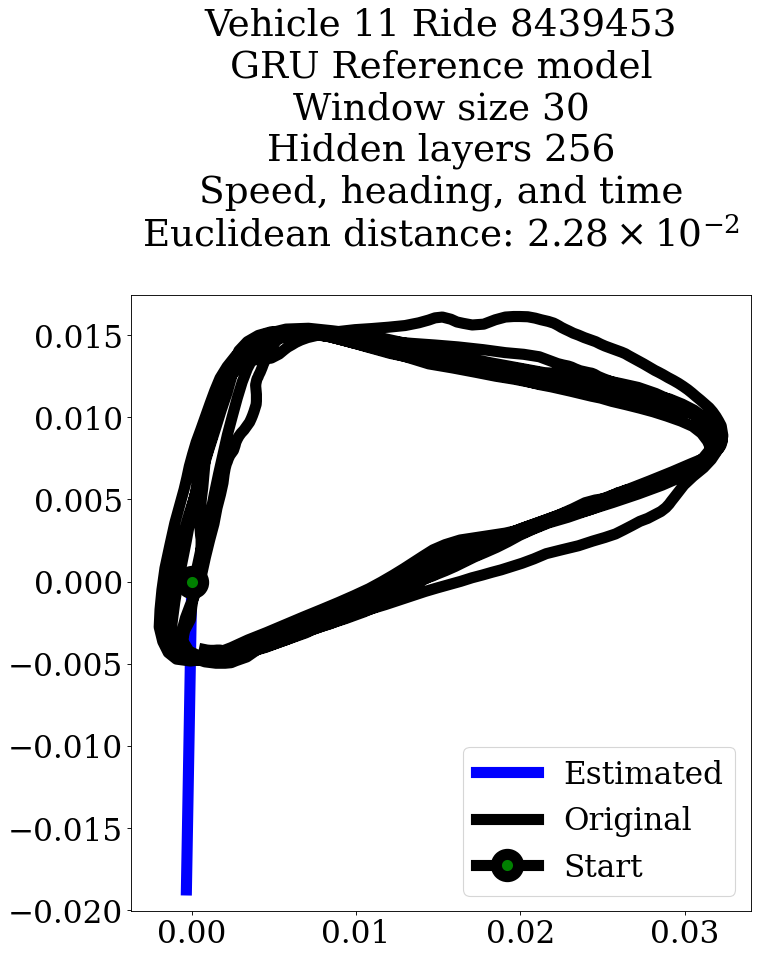 Vehicle 11 Ride 8439453
GRU Reference model
Window size 30
Hidden layers 256
Speed, heading, and time
Euclidean distance: 2.28 × 10⁻²
0.015
0.010
0.005
0.000
−0.005
−0.010
−0.015
−0.020
Estimated
Original
Start
0.00 0.01 0.02 0.03